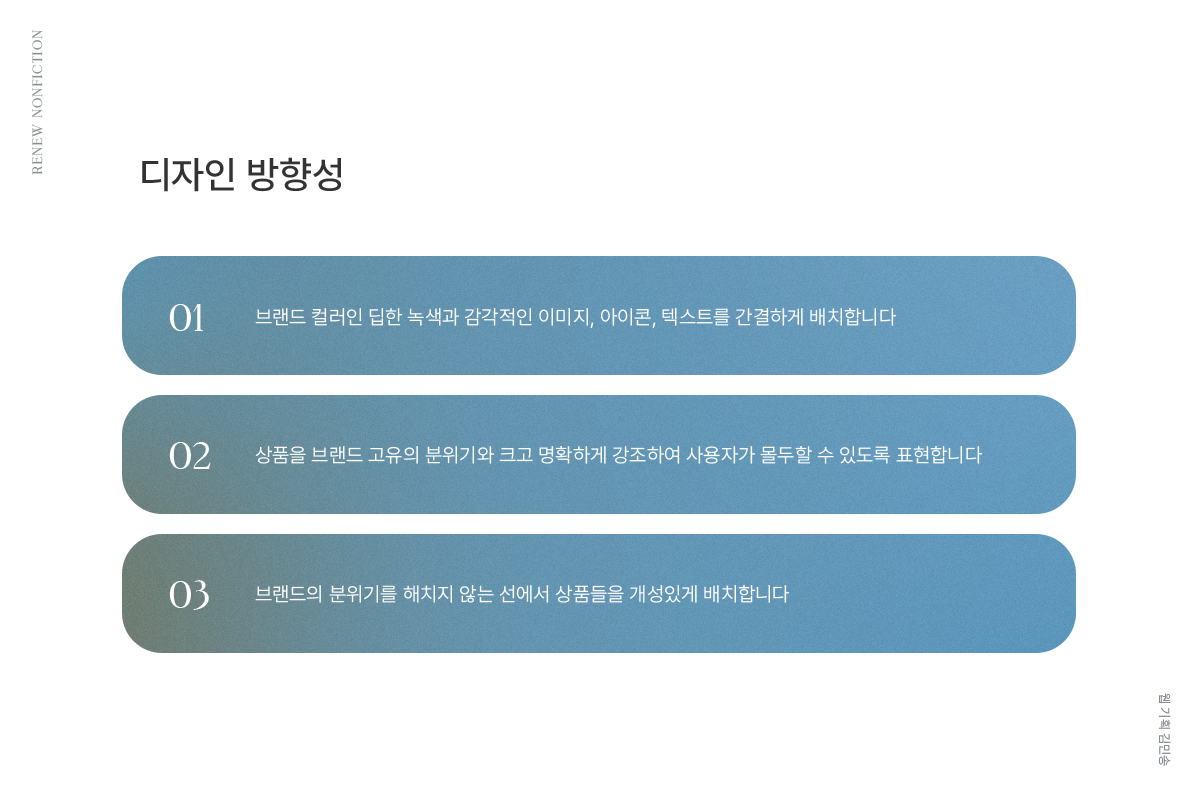 RENEW NONFICTION
디자인 방향성
01
브랜드 컬러인 딥한 녹색과 감각적인 이미지, 아이콘, 텍스트를 간결하게 배치합니다
02
상품을 브랜드 고유의 분위기와 크고 명확하게 강조하여 사용자가 몰두할 수 있도록 표현합니다
03
브랜드의 분위기를 해치지 않는 선에서 상품들을 개성있게 배치합니다
웹 기획 김민송